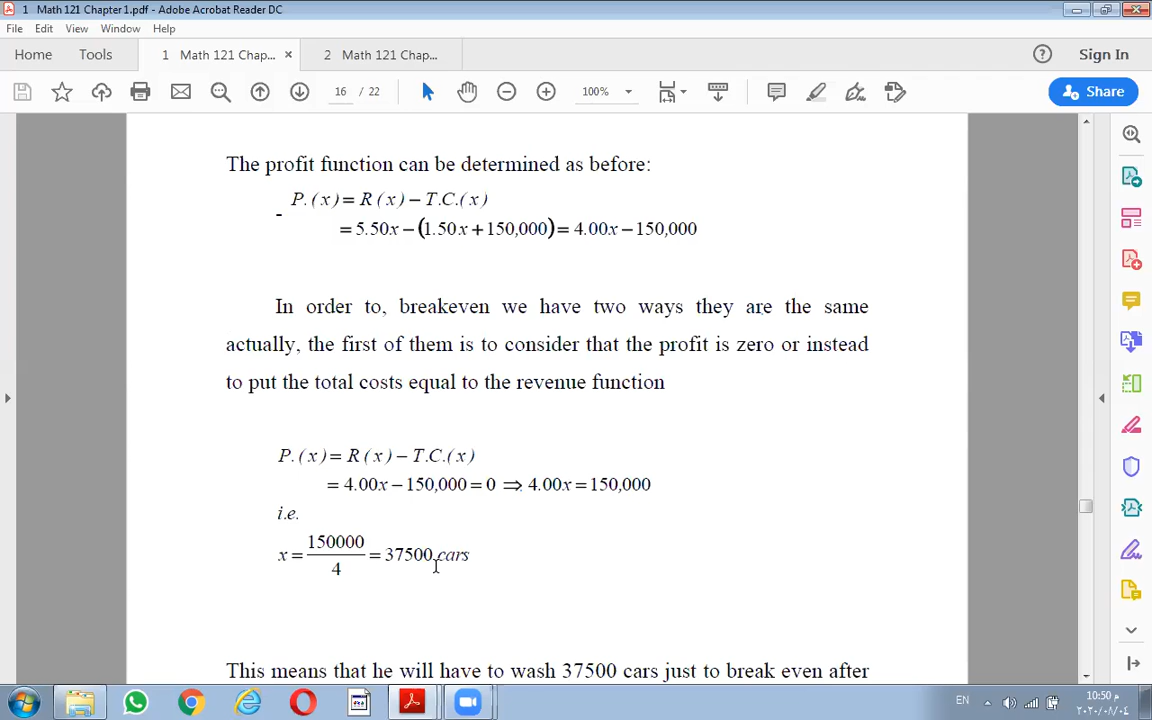 1 Math 121 Chapter 1.pdf - Adobe Acrobat Reader DC
File Edit View Window Help
Home Tools 1 Math 121 Chap... × 2 Math 121 Chap... Sign In
16 / 22 100% Share
The profit function can be determined as before:
P.(x) = R(x) − T.C.(x)
-
= 5.50x − (1.50x + 150,000) = 4.00x − 150,000
In order to, breakeven we have two ways they are the same
actually, the first of them is to consider that the profit is zero or instead
to put the total costs equal to the revenue function
P.(x) = R(x) − T.C.(x)
= 4.00x − 150,000 = 0 ⇒ 4.00x = 150,000
i.e.
x = 150000 / 4 = 37500 cars
This means that he will have to wash 37500 cars just to break even after
EN 10:50 م
٢٠٢٠/٠٨/٠٤